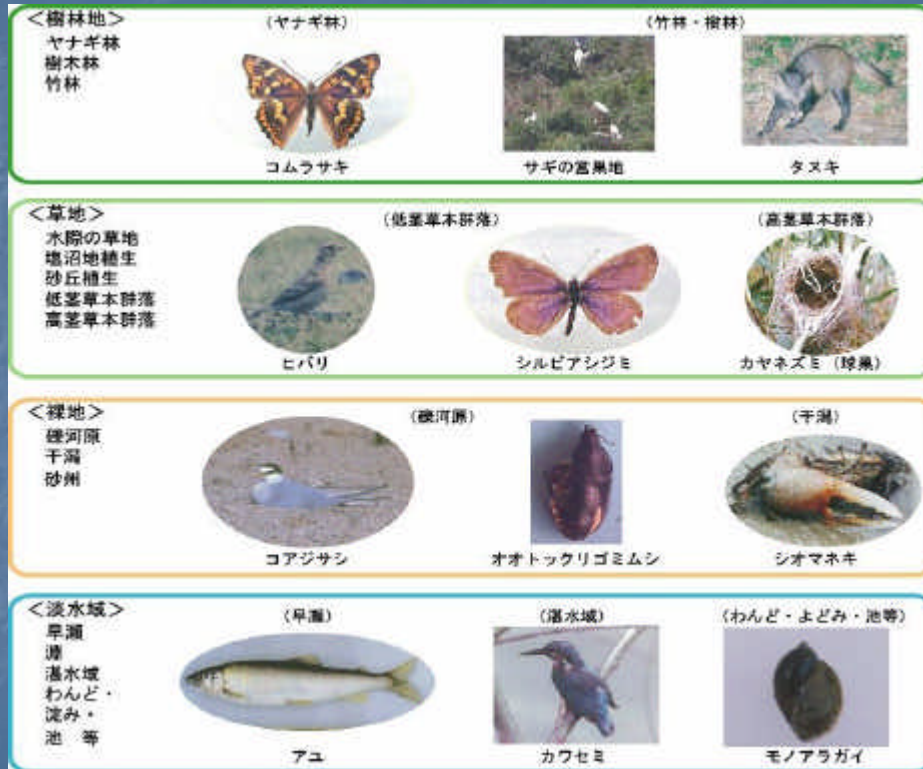 <樹林地>
ヤナギ林
樹木林
竹林
(ヤナギ林)
(竹林・樹林)
コムラサキ
サギの営巣地
タヌキ
<草地>
水際の草地
塩沼地植生
砂丘植生
低茎草本群落
高茎草本群落
(低茎草本群落)
(高茎草本群落)
ヒバリ
シルビアシジミ
カヤネズミ(球巣)
<裸地>
礫河原
干潟
砂州
(礫河原)
(干潟)
コアジサシ
オオトックリゴミムシ
シオマネキ
<淡水域>
早瀬
淵
湛水域
わんど・
淀み・
池 等
(早瀬)
(湛水域)
(わんど・よどみ・池等)
アユ
カワセミ
モノアラガイ